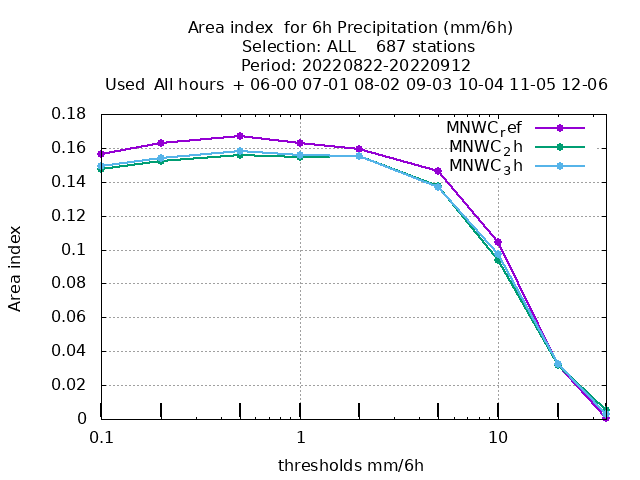 Area index  for 6h Precipitation (mm/6h)
Selection: ALL    687 stations
Period: 20220822-20220912
Used  All hours  + 06-00 07-01 08-02 09-03 10-04 11-05 12-06
0.18
0.16
0.14
0.12
0.1
0.08
0.06
0.04
0.02
0
Area index
MNWCref
MNWC2h
MNWC3h
0.1 1 10
thresholds mm/6h